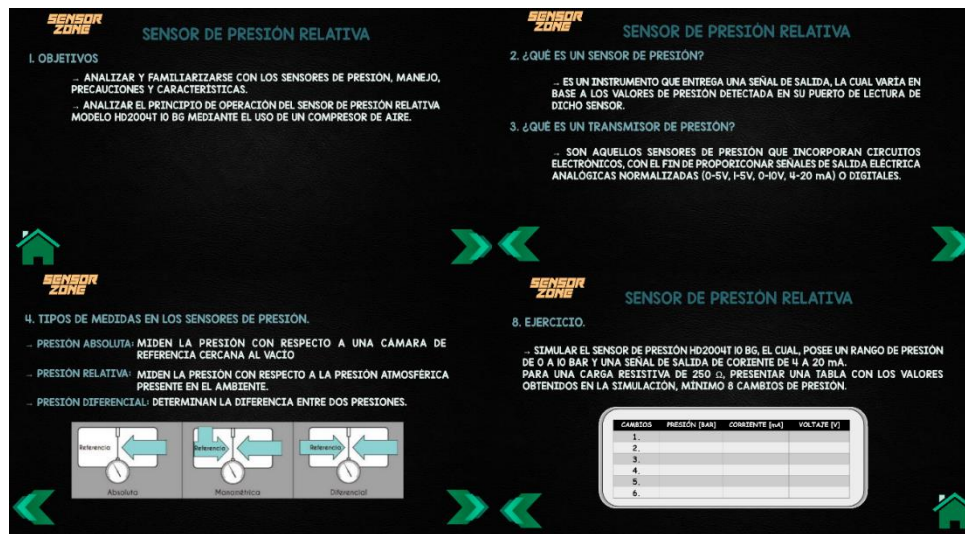 SENSOR
ZONE
SENSOR DE PRESIÓN RELATIVA
1. OBJETIVOS
→ ANALIZAR Y FAMILIARIZARSE CON LOS SENSORES DE PRESIÓN, MANEJO,
PRECAUCIONES Y CARACTERÍSTICAS.
→ ANALIZAR EL PRINCIPIO DE OPERACIÓN DEL SENSOR DE PRESIÓN RELATIVA
MODELO HD2004T 10 BG MEDIANTE EL USO DE UN COMPRESOR DE AIRE.
SENSOR
ZONE
SENSOR DE PRESIÓN RELATIVA
2. ¿QUÉ ES UN SENSOR DE PRESIÓN?
→ ES UN INSTRUMENTO QUE ENTREGA UNA SEÑAL DE SALIDA, LA CUAL VARÍA EN
BASE A LOS VALORES DE PRESIÓN DETECTADA EN SU PUERTO DE LECTURA DE
DICHO SENSOR.
3. ¿QUÉ ES UN TRANSMISOR DE PRESIÓN?
→ SON AQUELLOS SENSORES DE PRESIÓN QUE INCORPORAN CIRCUITOS
ELECTRÓNICOS, CON EL FIN DE PROPORICONAR SEÑALES DE SALIDA ELÉCTRICA
ANALÓGICAS NORMALIZADAS (0-5V, 1-5V, 0-10V, 4-20 mA) O DIGITALES.
SENSOR
ZONE
4. TIPOS DE MEDIDAS EN LOS SENSORES DE PRESIÓN.
→ PRESIÓN ABSOLUTA: MIDEN LA PRESIÓN CON RESPECTO A UNA CÁMARA DE
REFERENCIA CERCANA AL VACÍO
→ PRESIÓN RELATIVA: MIDEN LA PRESIÓN CON RESPECTO A LA PRESIÓN ATMOSFÉRICA
PRESENTE EN EL AMBIENTE.
→ PRESIÓN DIFERENCIAL: DETERMINAN LA DIFERENCIA ENTRE DOS PRESIONES.
Referencia
Referencia
Referencia
Absoluta
Manométrica
Diferencial
SENSOR
ZONE
SENSOR DE PRESIÓN RELATIVA
8. EJERCICIO.
→ SIMULAR EL SENSOR DE PRESIÓN HD2004T 10 BG, EL CUAL, POSEE UN RANGO DE PRESIÓN
DE 0 A 10 BAR Y UNA SEÑAL DE SALIDA DE CORIENTE DE 4 A 20 mA.
PARA UNA CARGA RESISTIVA DE 250 Ω, PRESENTAR UNA TABLA CON LOS VALORES
OBTENIDOS EN LA SIMULACIÓN, MÍNIMO 8 CAMBIOS DE PRESIÓN.
CAMBIOS PRESIÓN [BAR] CORRIENTE [mA] VOLTAJE [V]
1.
2.
3.
4.
5.
6.